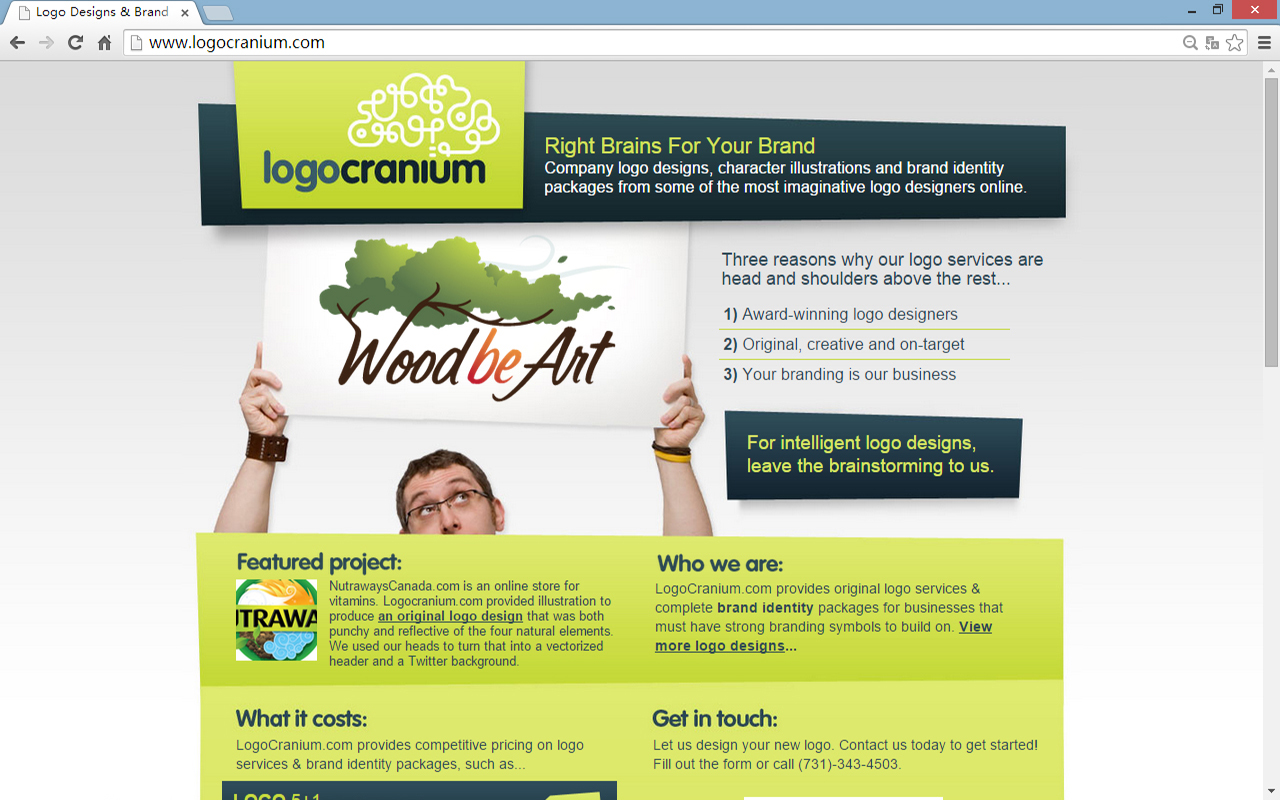 Logo Designs & Brand
www.logocranium.com
logocranium
Right Brains For Your Brand
Company logo designs, character illustrations and brand identity
packages from some of the most imaginative logo designers online.
Wood be Art
Three reasons why our logo services are
head and shoulders above the rest...
1) Award-winning logo designers
2) Original, creative and on-target
3) Your branding is our business
For intelligent logo designs,
leave the brainstorming to us.
Featured project:
UTRAWA
NutrawaysCanada.com is an online store for
vitamins. Logocranium.com provided illustration to
produce an original logo design that was both
punchy and reflective of the four natural elements.
We used our heads to turn that into a vectorized
header and a Twitter background.
Who we are:
LogoCranium.com provides original logo services &
complete brand identity packages for businesses that
must have strong branding symbols to build on. View
more logo designs...
What it costs:
LogoCranium.com provides competitive pricing on logo
services & brand identity packages, such as...
LOGO 5+1
Get in touch:
Let us design your new logo. Contact us today to get started!
Fill out the form or call (731)-343-4503.